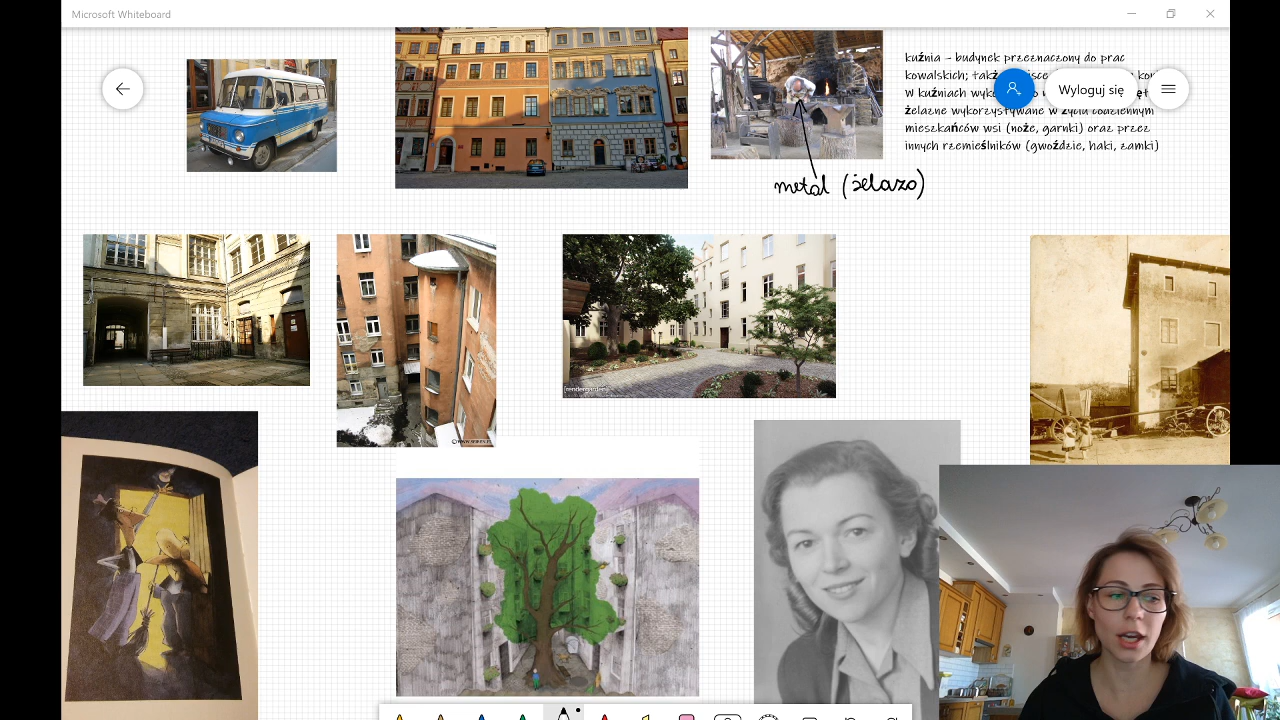 Microsoft Whiteboard
kuźnia - budynek przeznaczony do prac
kowalskich; także
W kuźniach
Wyloguj się
żelazne wykorzystywane w życiu codziennym
mieszkańców wsi (noże, garnki) oraz przez
innych rzemieślników (gwoździe, haki, zamki)
metal (żelazo)